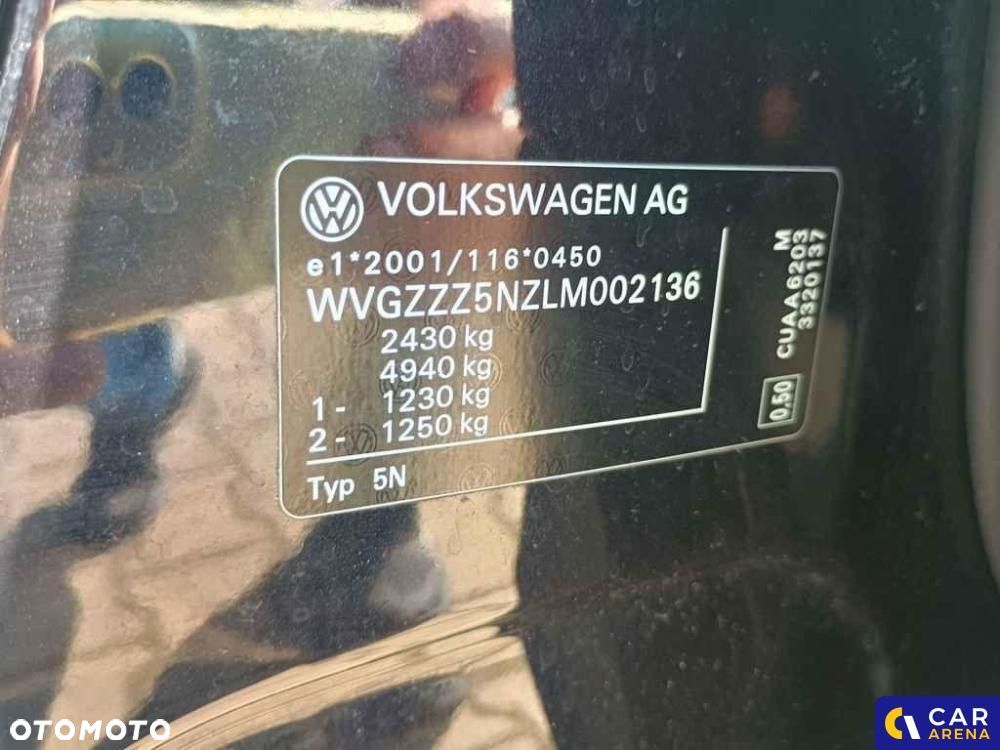 VOLKSWAGEN AG
e1*2001/116*0450
WVGZZZ5NZLM002136
2430 kg
4940 kg
1- 1230 kg
2- 1250 kg
Typ 5N
M
CUAA6203
3320137
0.50
OTOMOTO
CAR
ARENA